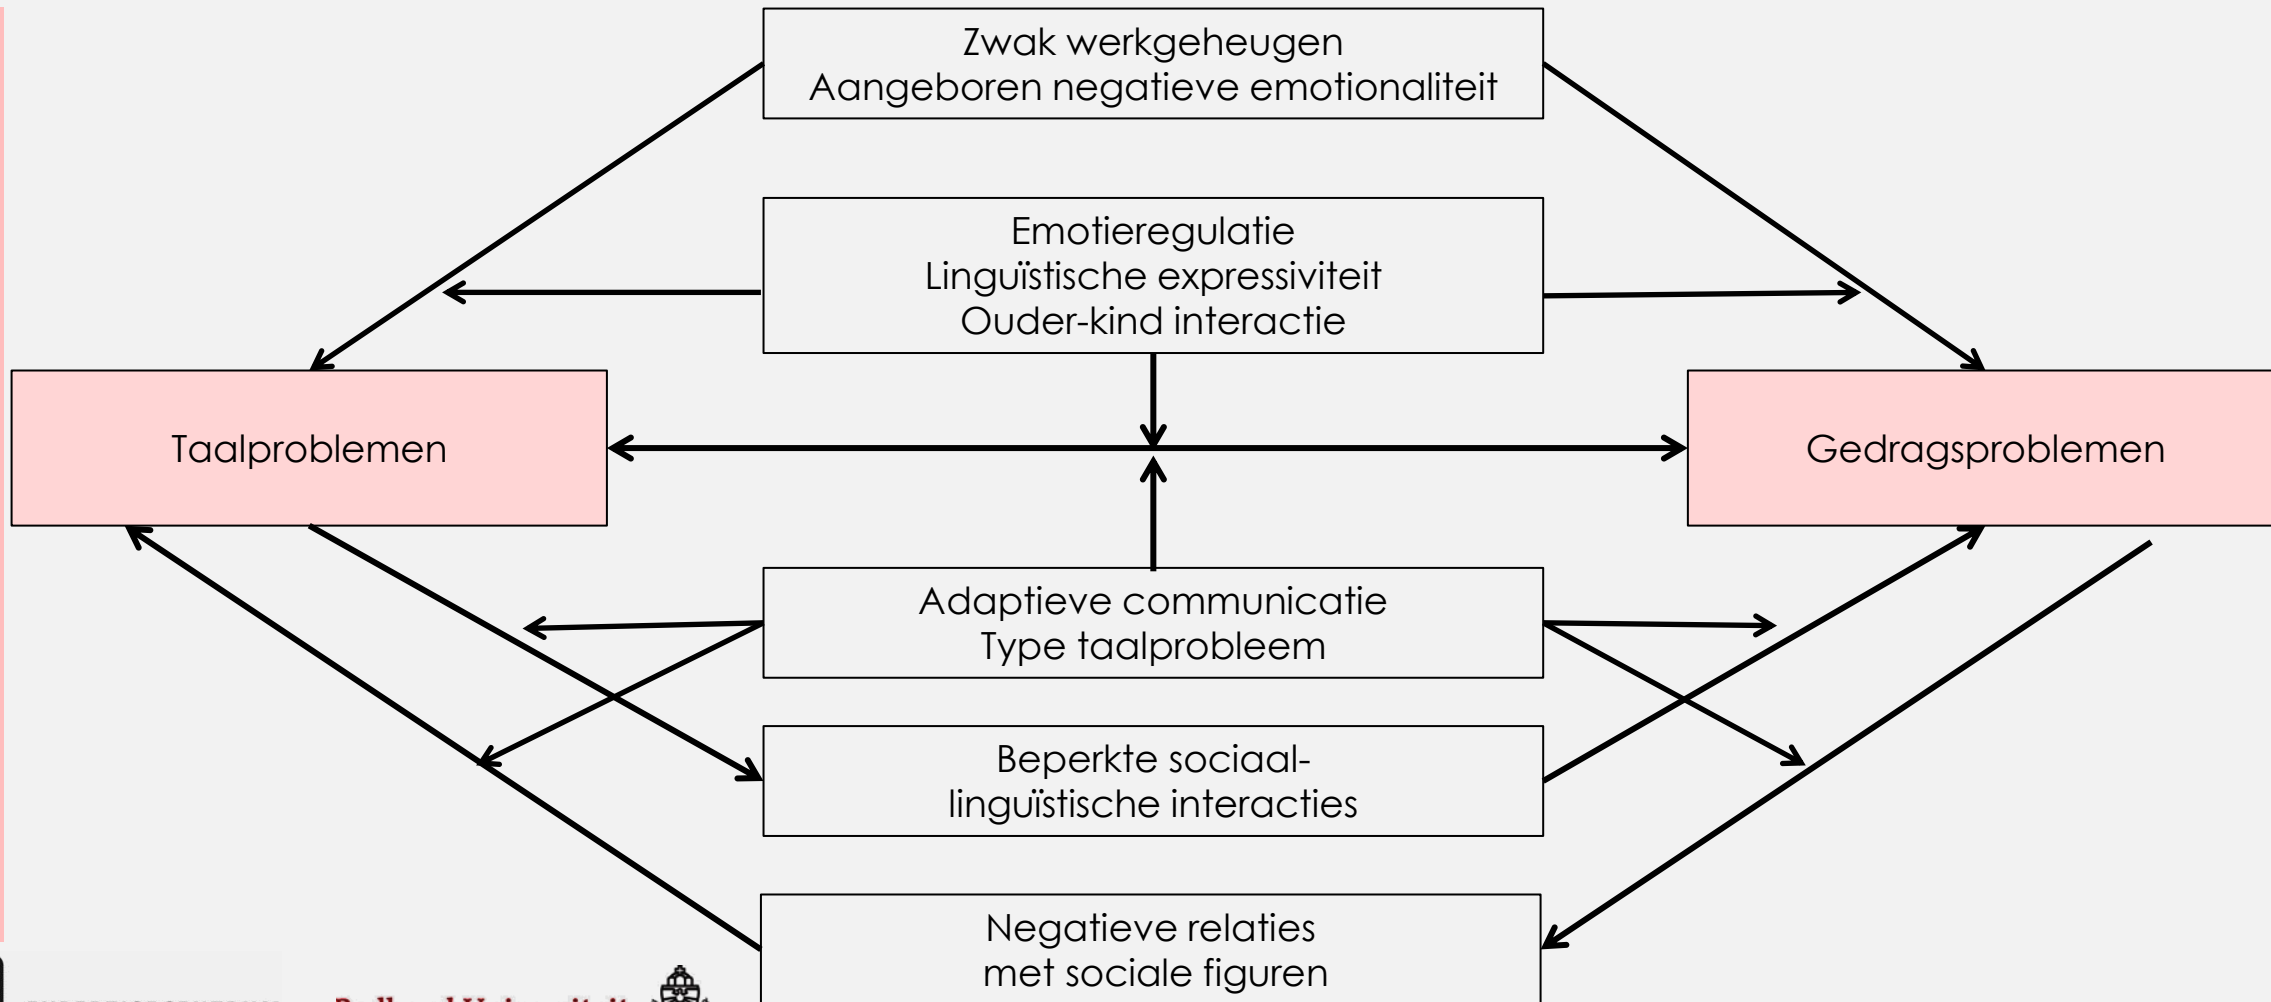 Zwak werkgeheugen
Aangeboren negatieve emotionaliteit
Emotieregulatie
Linguïstische expressiviteit
Ouder-kind interactie
Taalproblemen
Gedragsproblemen
Adaptieve communicatie
Type taalprobleem
Beperkte sociaal-
linguïstische interacties
Negatieve relaties
met sociale figuren